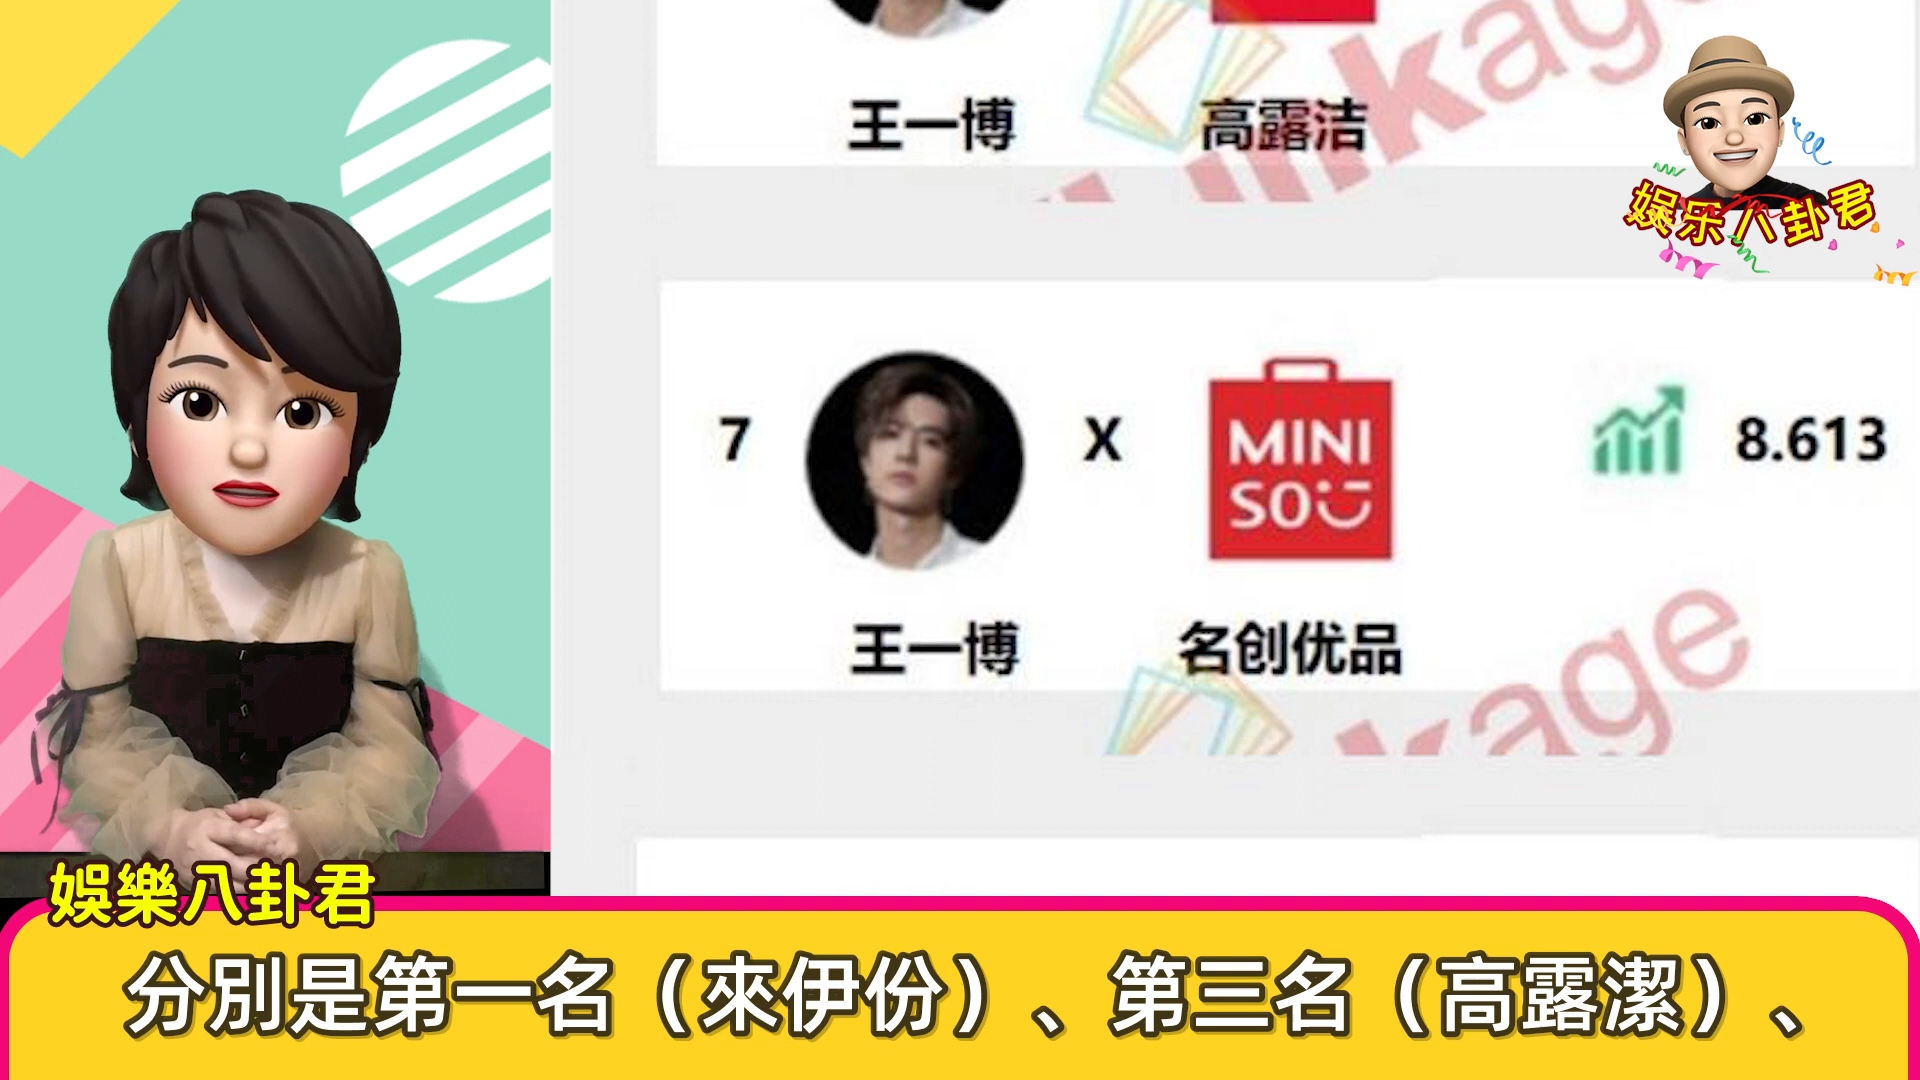 王一博 高露洁
娱乐八卦君
7 X MINI SO 8.613
王一博 名创优品
kage
娛樂八卦君
分別是第一名（來伊份）、第三名（高露潔）、